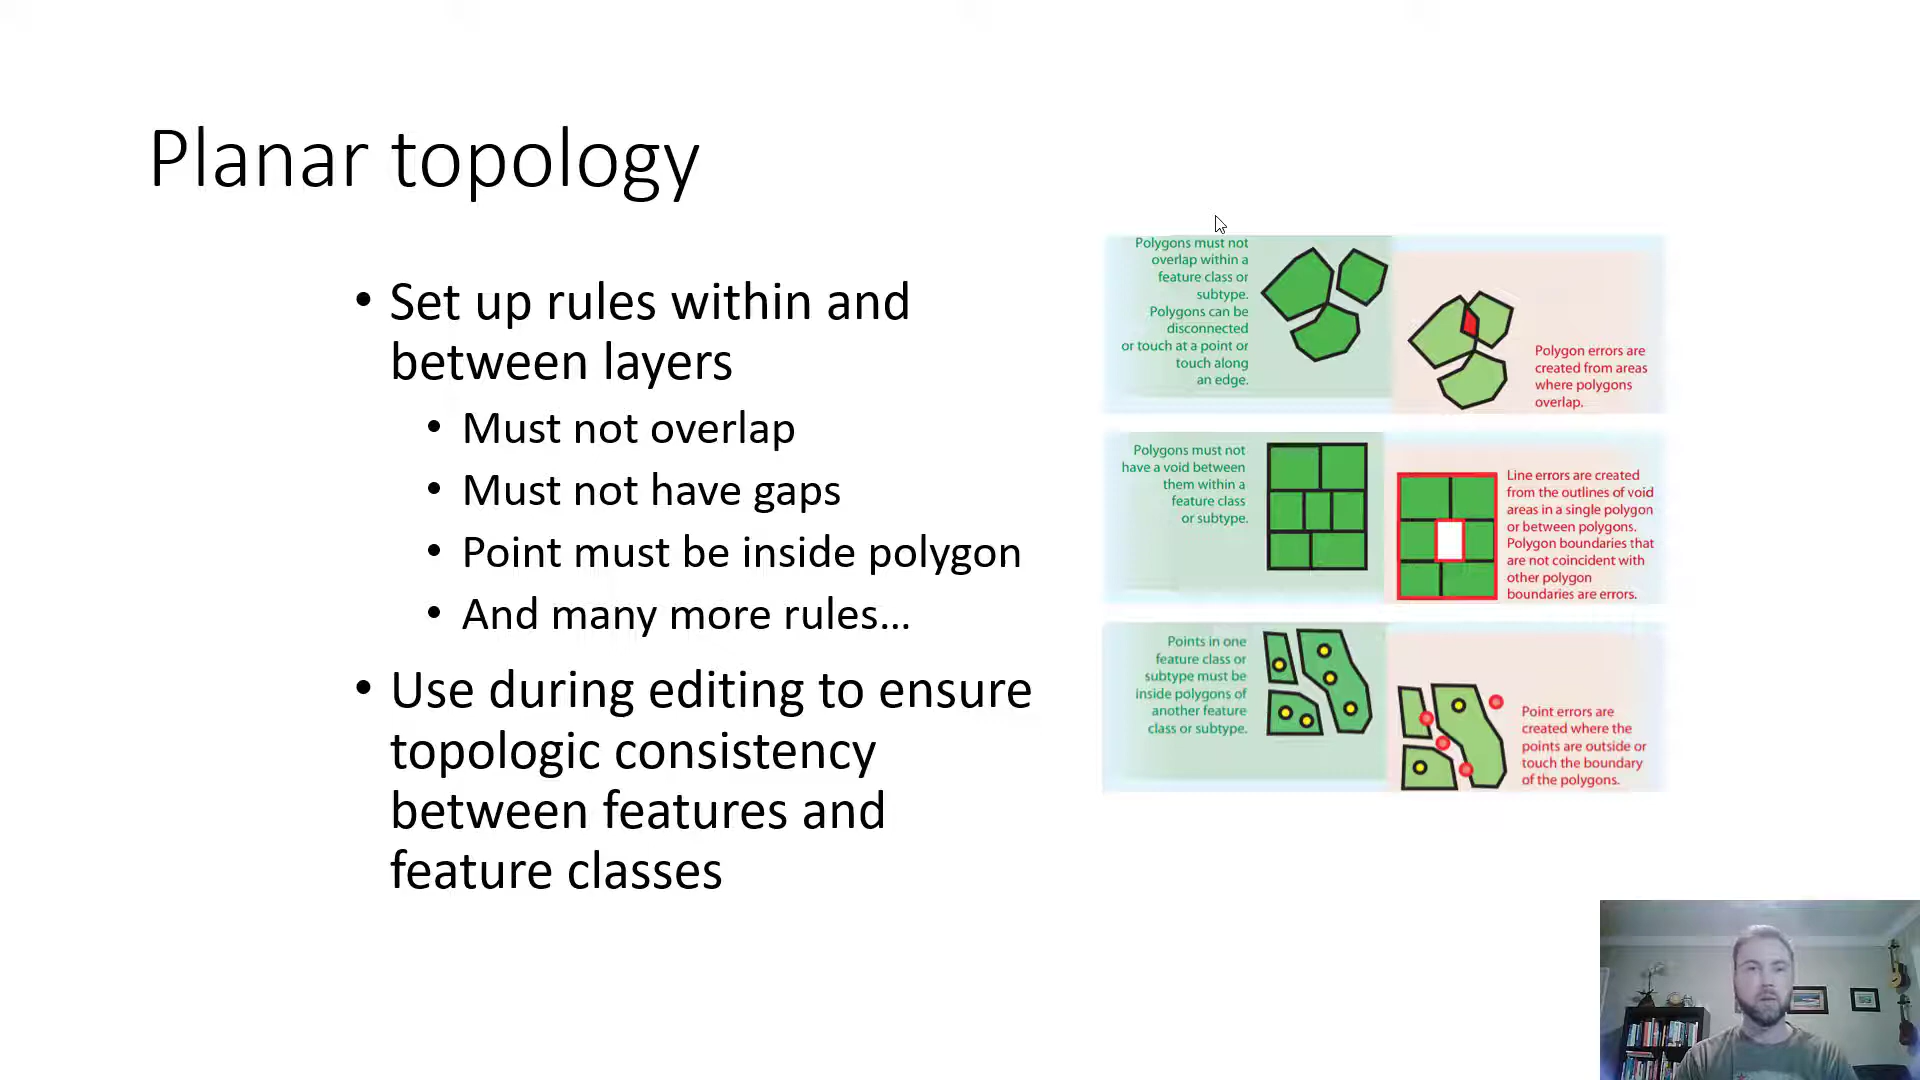 Planar topology
• Set up rules within and
between layers
• Must not overlap
• Must not have gaps
• Point must be inside polygon
• And many more rules...
• Use during editing to ensure
topologic consistency
between features and
feature classes
Polygons must not
overlap within a
feature class or
subtype.
Polygons can be
disconnected
or touch at a point or
touch along
an edge.
Polygon errors are
created from areas
where polygons
overlap.
Polygons must not
have a void between
them within a
feature class
or subtype.
Line errors are created
from the outlines of void
areas in a single polygon
or between polygons.
Polygon boundaries that
are not coincident with
other polygon
boundaries are errors.
Points in one
feature class or
subtype must be
inside polygons of
another feature
class or subtype.
Point errors are
created where the
points are outside or
touch the boundary
of the polygons.